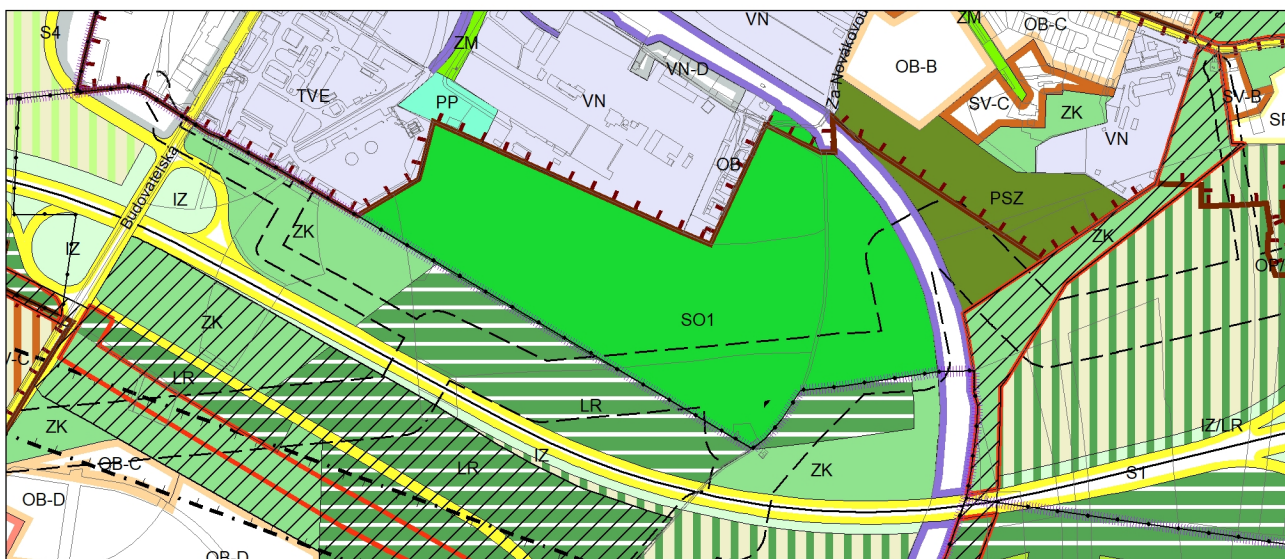 S4
ZM
VN
ZM
OB-C
VN-D
Za Novákovou
OB-B
TVE
PP
VN
SV-C
ZK
SV-B
VN
OB
Budovatelská
IZ
PSZ
ZK
ZK
IZ
SO1
ZK
LR
LR
IZ/LR
ZK
IZ
LR
ZK
S1
OB-C
OB-D
OB-D